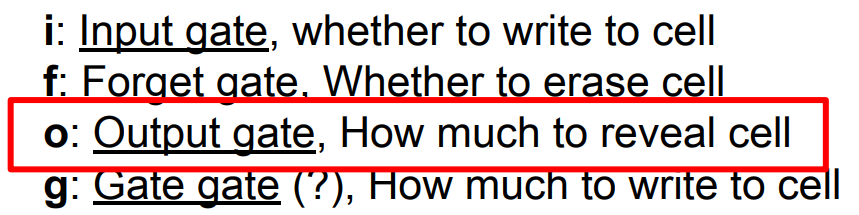 i: Input gate, whether to write to cell
f: Forget gate, Whether to erase cell
o: Output gate, How much to reveal cell
g: Gate gate (?), How much to write to cell